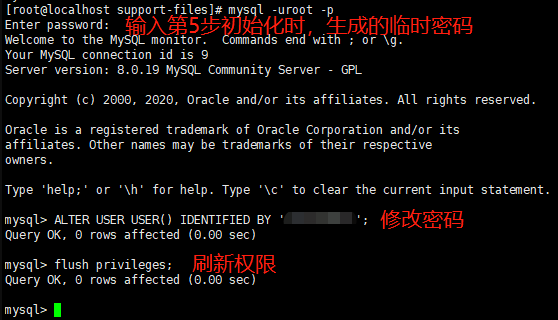 [root@localhost support-files]# mysql -uroot -p
Enter password: 输入第5步初始化时，生成的临时密码
Welcome to the MySQL monitor.  Commands end with ; or \g.
Your MySQL connection id is 9
Server version: 8.0.19 MySQL Community Server - GPL
Copyright (c) 2000, 2020, Oracle and/or its affiliates. All rights reserved.
Oracle is a registered trademark of Oracle Corporation and/or its
affiliates. Other names may be trademarks of their respective
owners.
Type 'help;' or '\h' for help. Type '\c' to clear the current input statement.
mysql> ALTER USER USER() IDENTIFIED BY ' '; 修改密码
Query OK, 0 rows affected (0.00 sec)
mysql> flush privileges; 刷新权限
Query OK, 0 rows affected (0.00 sec)
mysql>